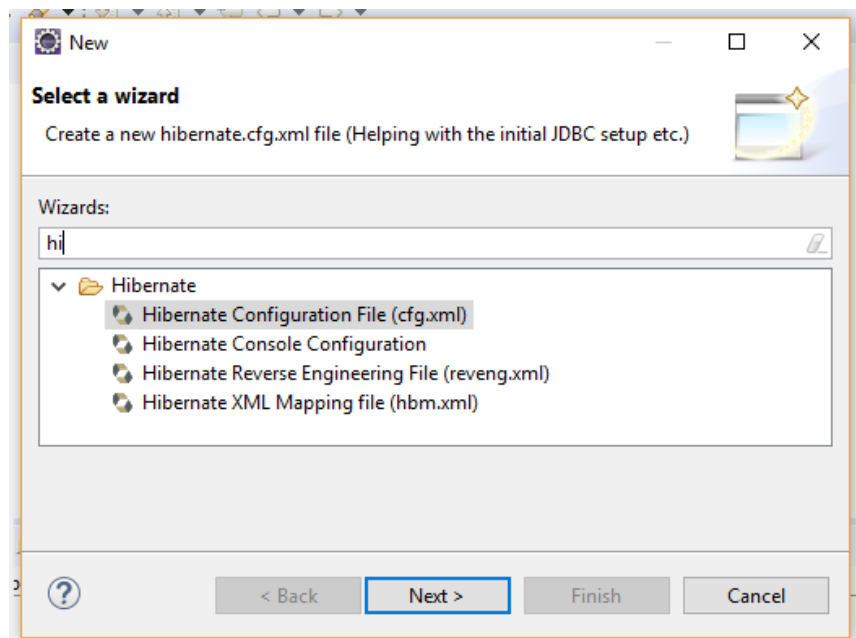 New
Select a wizard
Create a new hibernate.cfg.xml file (Helping with the initial JDBC setup etc.)
Wizards:
hi
Hibernate
Hibernate Configuration File (cfg.xml)
Hibernate Console Configuration
Hibernate Reverse Engineering File (reveng.xml)
Hibernate XML Mapping file (hbm.xml)
? < Back Next > Finish Cancel